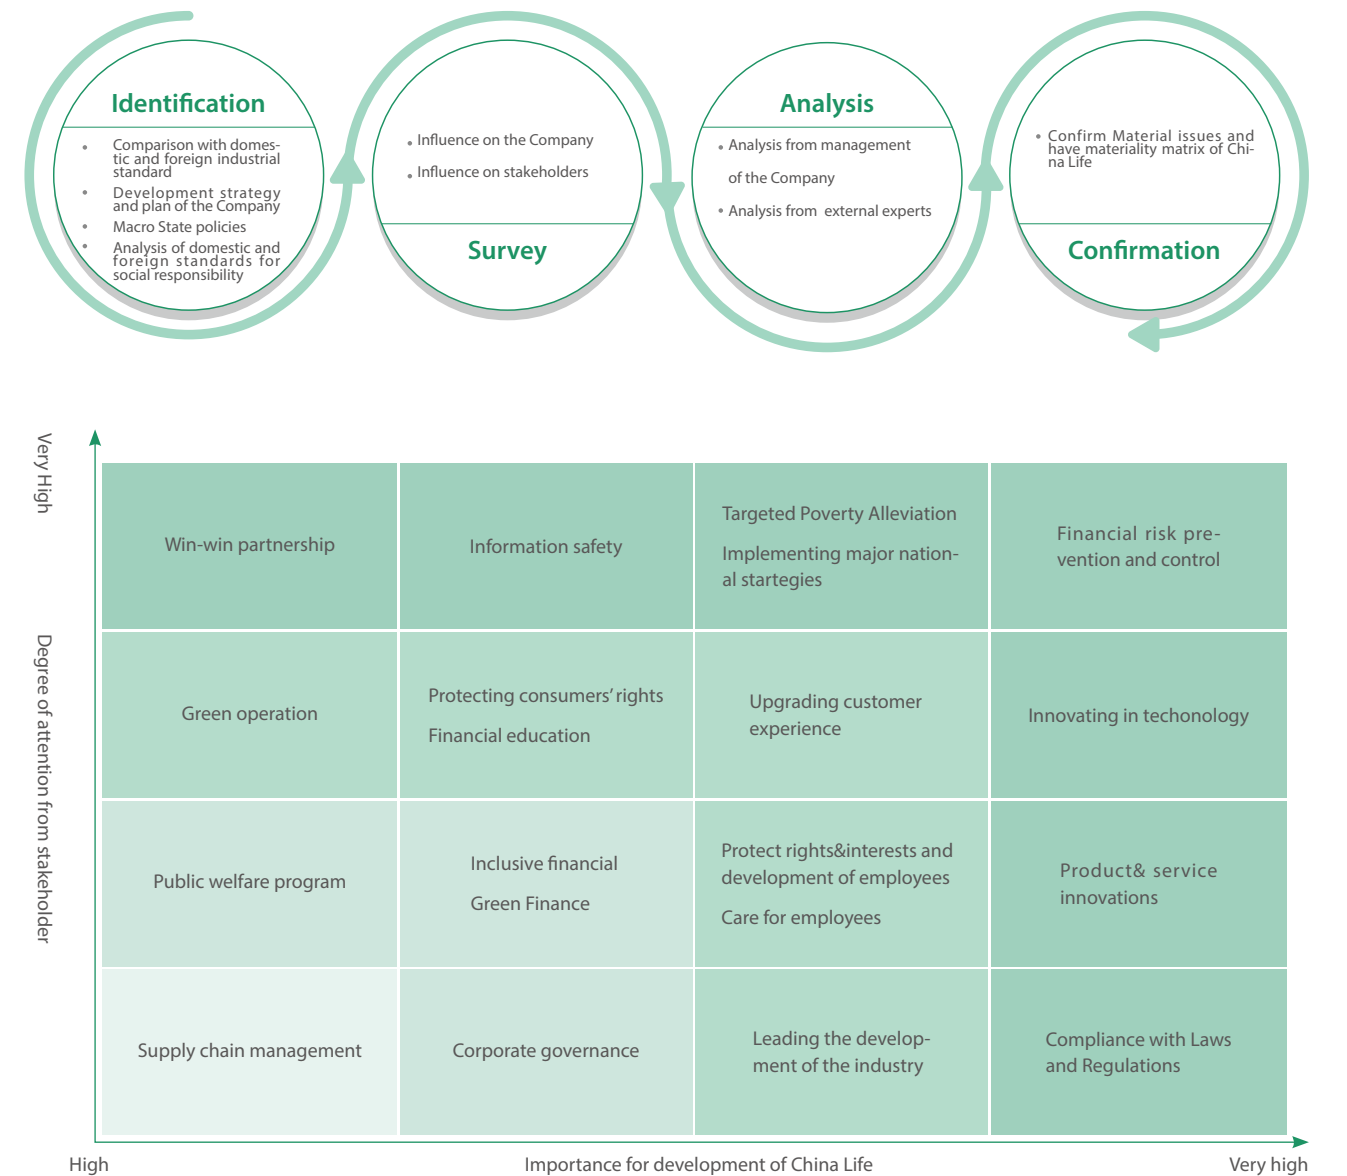 Identification
Comparison with domes-
tic and foreign industrial
standard
Development strategy
and plan of the Company
Macro State policies
Analysis of domestic and
foreign standards for
social responsibility
• Influence on the Company
• Influence on stakeholders
Survey
Analysis
• Analysis from management
of the Company
• Analysis from external experts
• Confirm Material issues and
have materiality matrix of Chi-
na Life
Confirmation
Very High
Degree of attention from stakeholder
Win-win partnership
Information safety
Targeted Poverty Alleviation
Implementing major nation-
al startegies
Financial risk pre-
vention and control
Green operation
Protecting consumers' rights
Financial education
Upgrading customer
experience
Innovating in techonology
Public welfare program
Inclusive financial
Green Finance
Protect rights&interests and
development of employees
Care for employees
Product& service
innovations
Supply chain management
Corporate governance
Leading the develop-
ment of the industry
Compliance with Laws
and Regulations
High
Importance for development of China Life
Very high